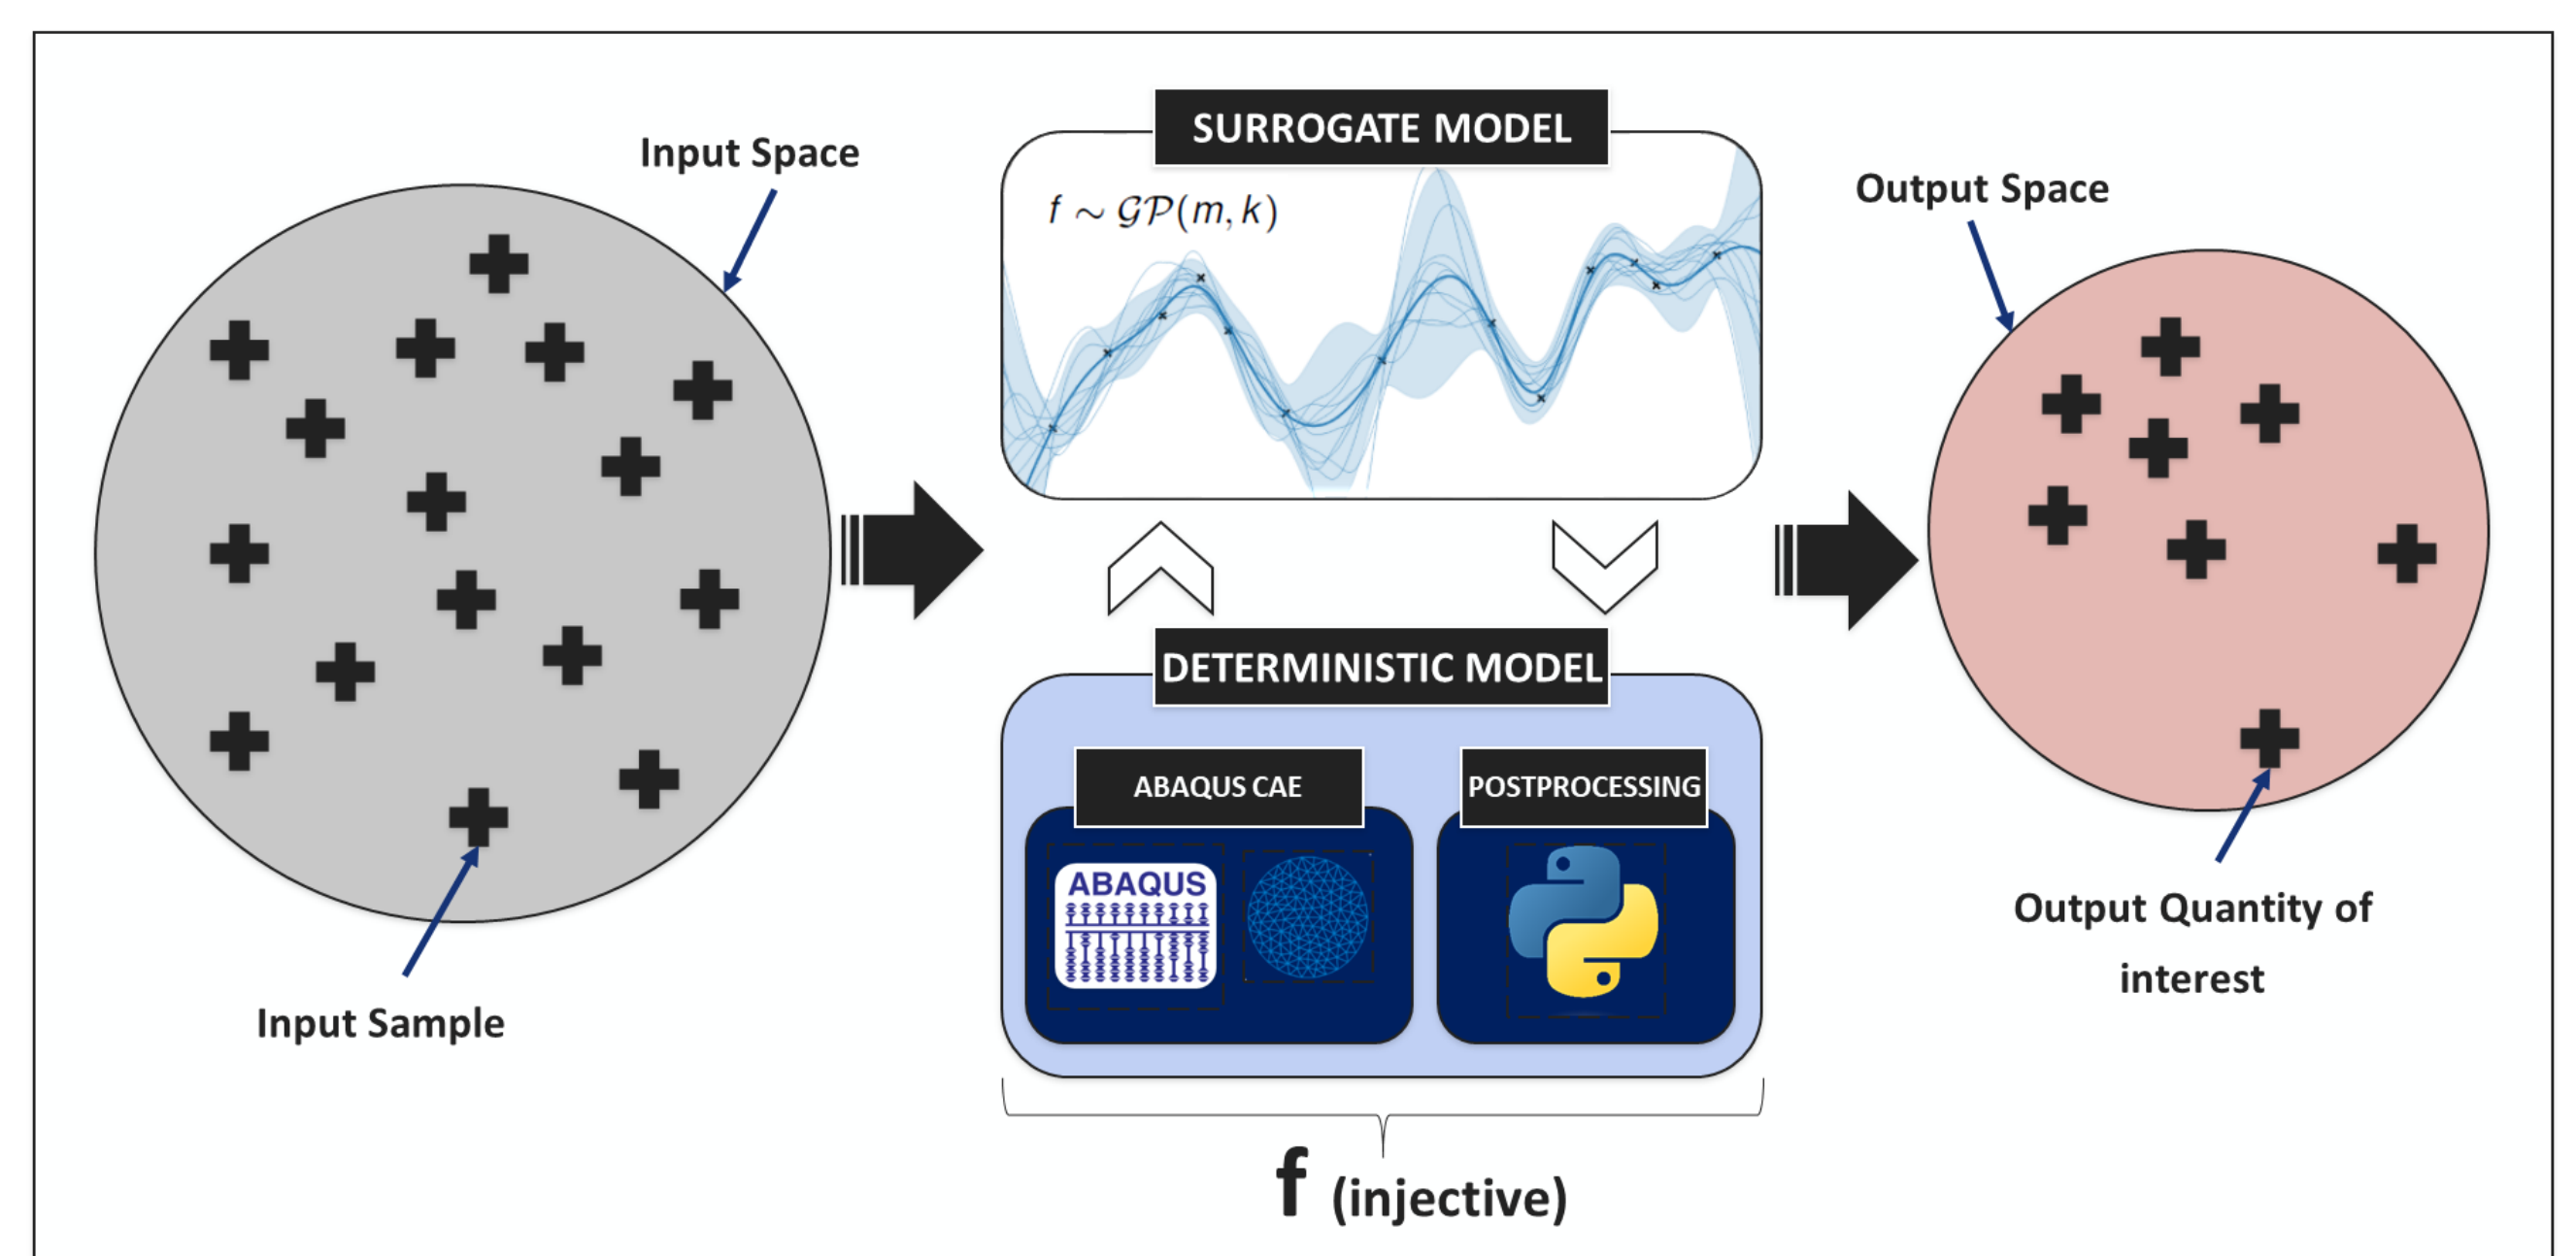 SURROGATE MODEL
Input Space
Output Space
f ∼ 𝒢𝒫(m, k)
DETERMINISTIC MODEL
ABAQUS CAE
POSTPROCESSING
ABAQUS
Output Quantity of
interest
Input Sample
f (injective)